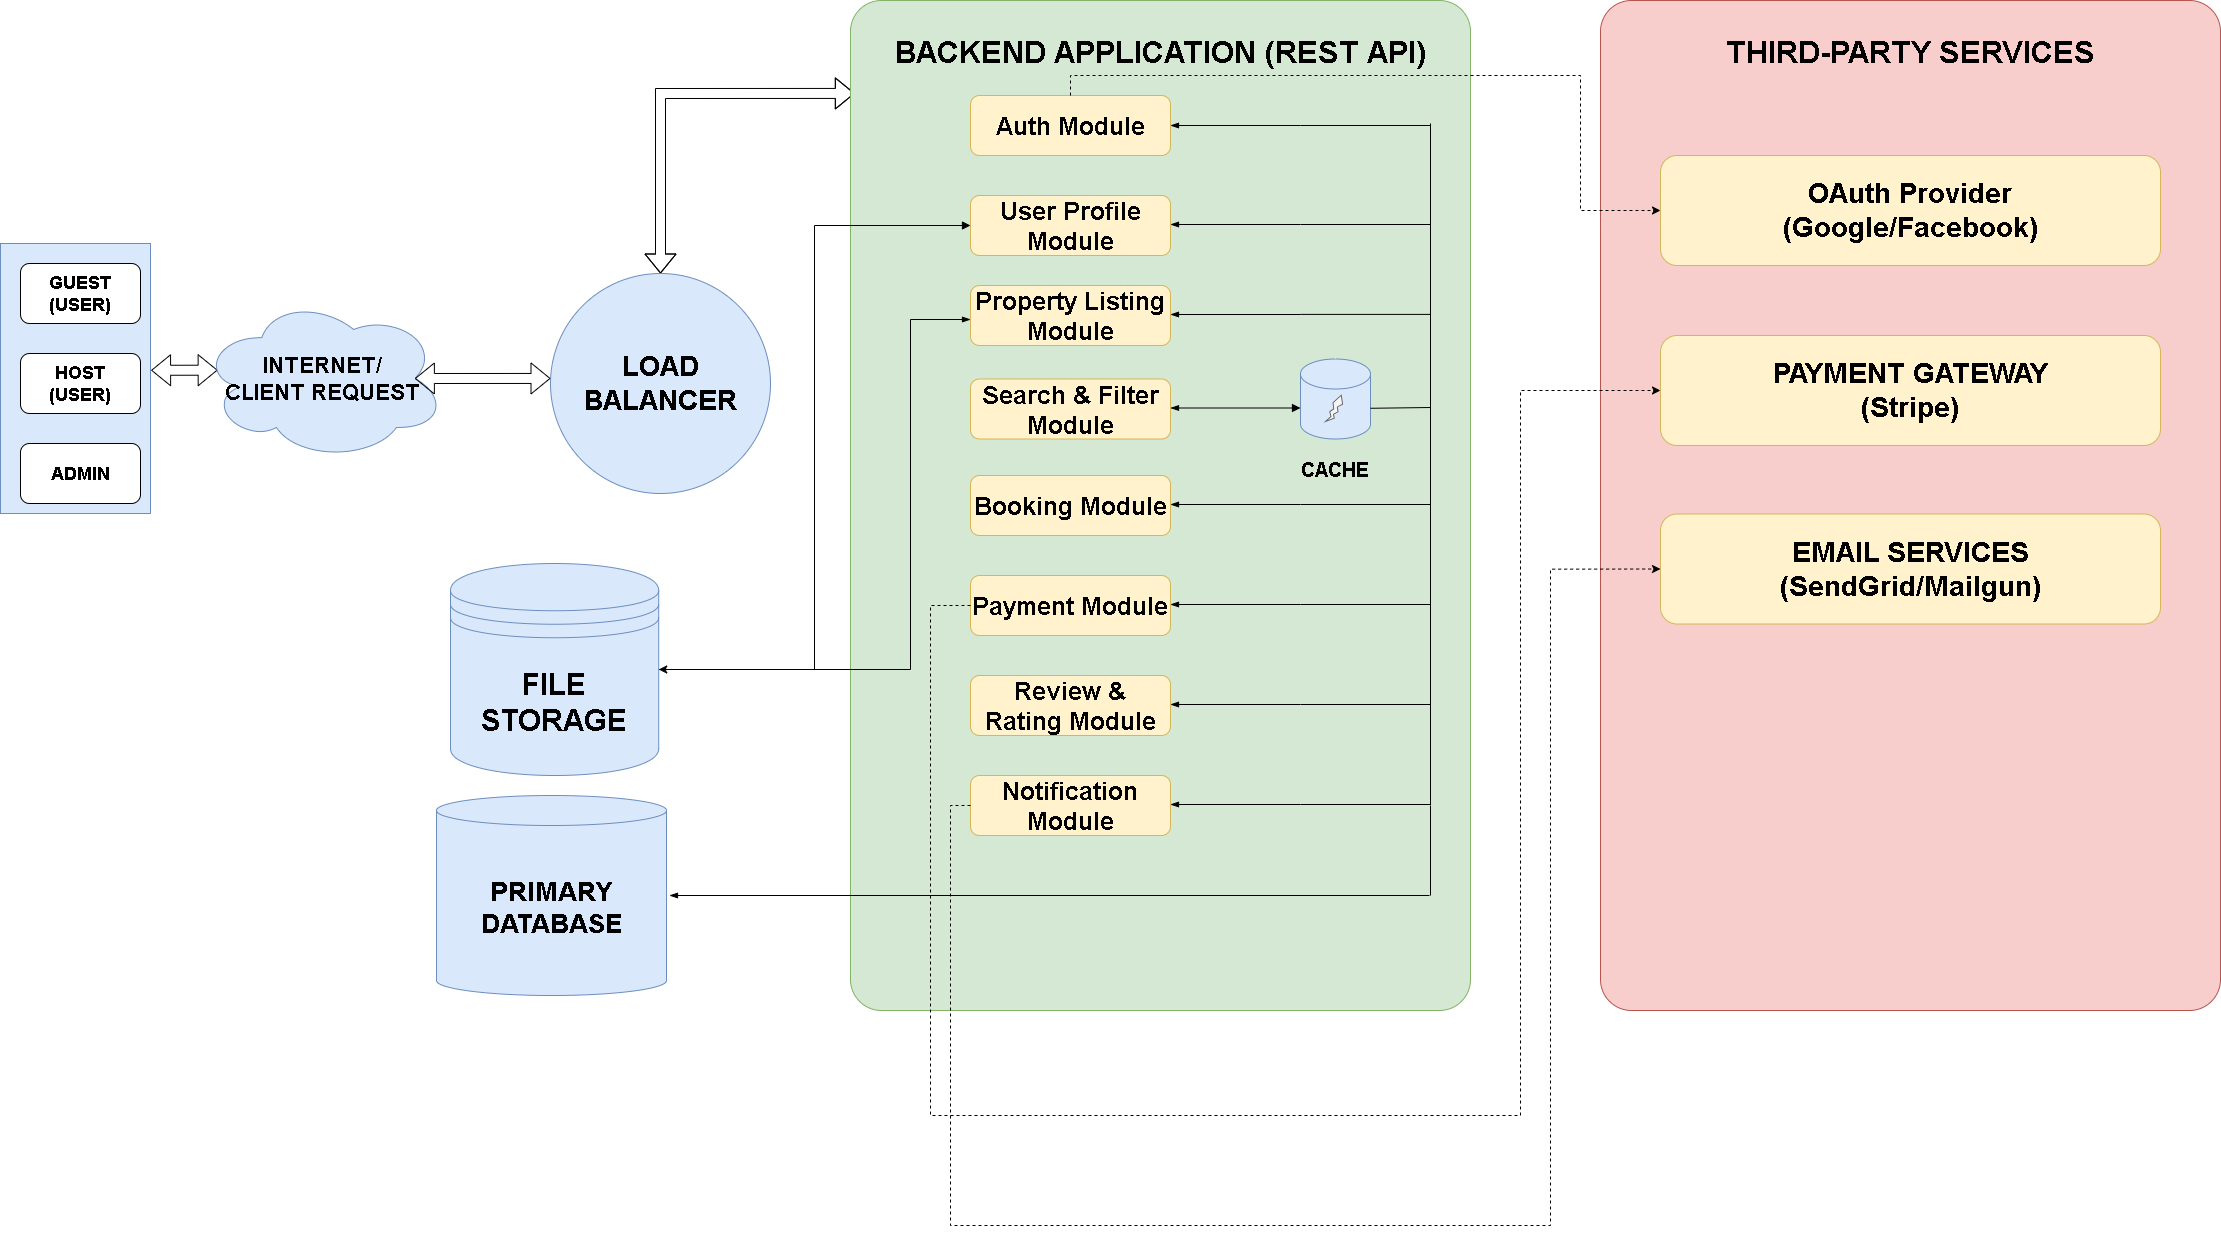 BACKEND APPLICATION (REST API)
THIRD-PARTY SERVICES
GUEST
(USER)
HOST
(USER)
ADMIN
INTERNET/
CLIENT REQUEST
LOAD
BALANCER
FILE
STORAGE
PRIMARY
DATABASE
Auth Module
User Profile
Module
Property Listing
Module
Search & Filter
Module
CACHE
Booking Module
Payment Module
Review &
Rating Module
Notification
Module
OAuth Provider
(Google/Facebook)
PAYMENT GATEWAY
(Stripe)
EMAIL SERVICES
(SendGrid/Mailgun)